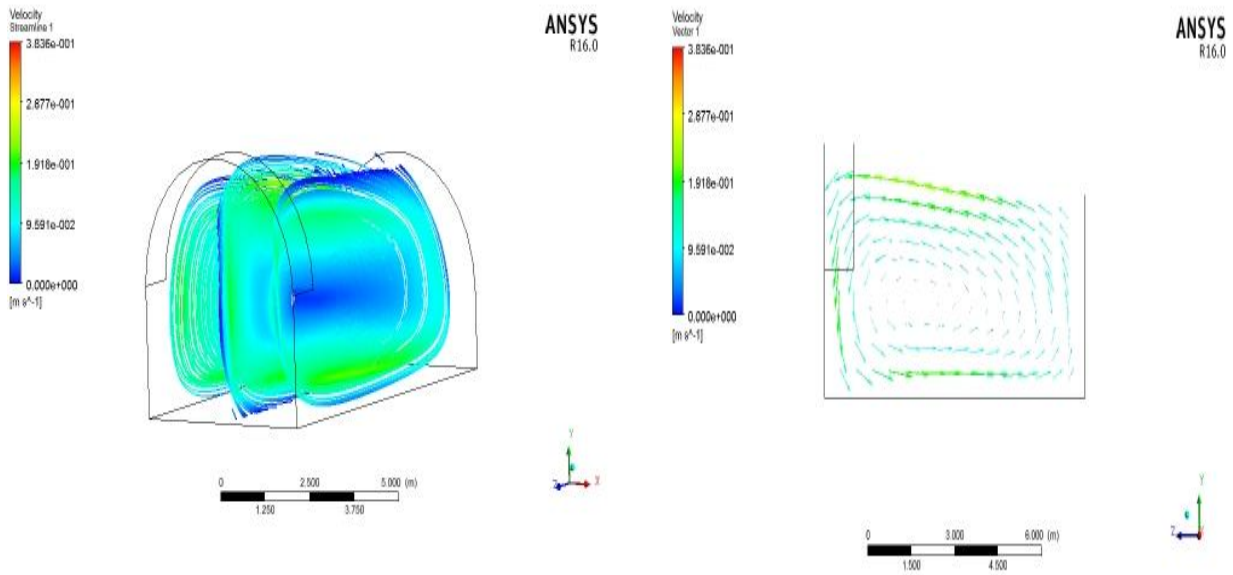 Velocity
Streamline 1
3.836e-001
2.877e-001
1.918e-001
9.591e-002
0.000e+000
[m s^-1]
ANSYS
R16.0
Y
Z
X
0 2.500 5.000 (m)
1.250 3.750
Velocity
Vector 1
3.836e-001
2.877e-001
1.918e-001
9.591e-002
0.000e+000
[m s^-1]
ANSYS
R16.0
Y
Z
X
0 3.000 6.000 (m)
1.500 4.500